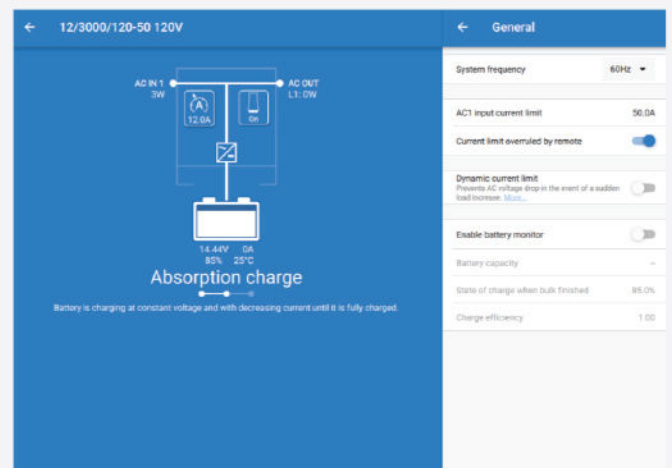 12/3000/120-50 120V
AC IN 1
3W
AC OUT
L1: 0W
(A)
12.0A
On
14.44V 0A
85% 25°C
Absorption charge
Battery is charging at constant voltage and with decreasing current until it is fully charged.
General
System frequency 60Hz
AC1 input current limit 50.0A
Current limit overruled by remote
Dynamic current limit
Prevents AC voltage drop in the event of a sudden
load increase. More...
Enable battery monitor
Battery capacity --
State of charge when bulk finished 85.0%
Charge efficiency 1.00